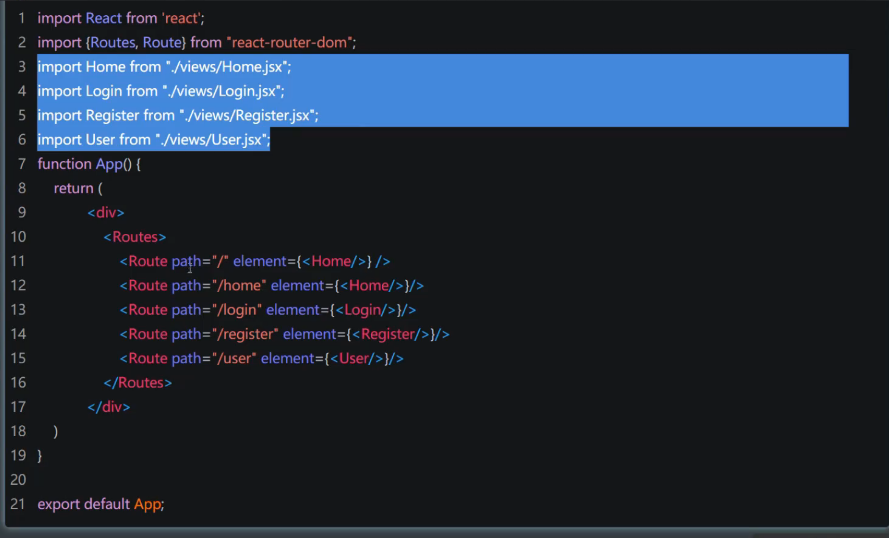 1 import React from 'react';
2 import {Routes, Route} from "react-router-dom";
3 import Home from "./views/Home.jsx";
4 import Login from "./views/Login.jsx";
5 import Register from "./views/Register.jsx";
6 import User from "./views/User.jsx";
7 function App() {
8 return (
9 <div>
10 <Routes>
11 <Route path="/" element={<Home/>} />
12 <Route path="/home" element={<Home/>}/>
13 <Route path="/login" element={<Login/>}/>
14 <Route path="/register" element={<Register/>}/>
15 <Route path="/user" element={<User/>}/>
16 </Routes>
17 </div>
18 )
19 }
20
21 export default App;